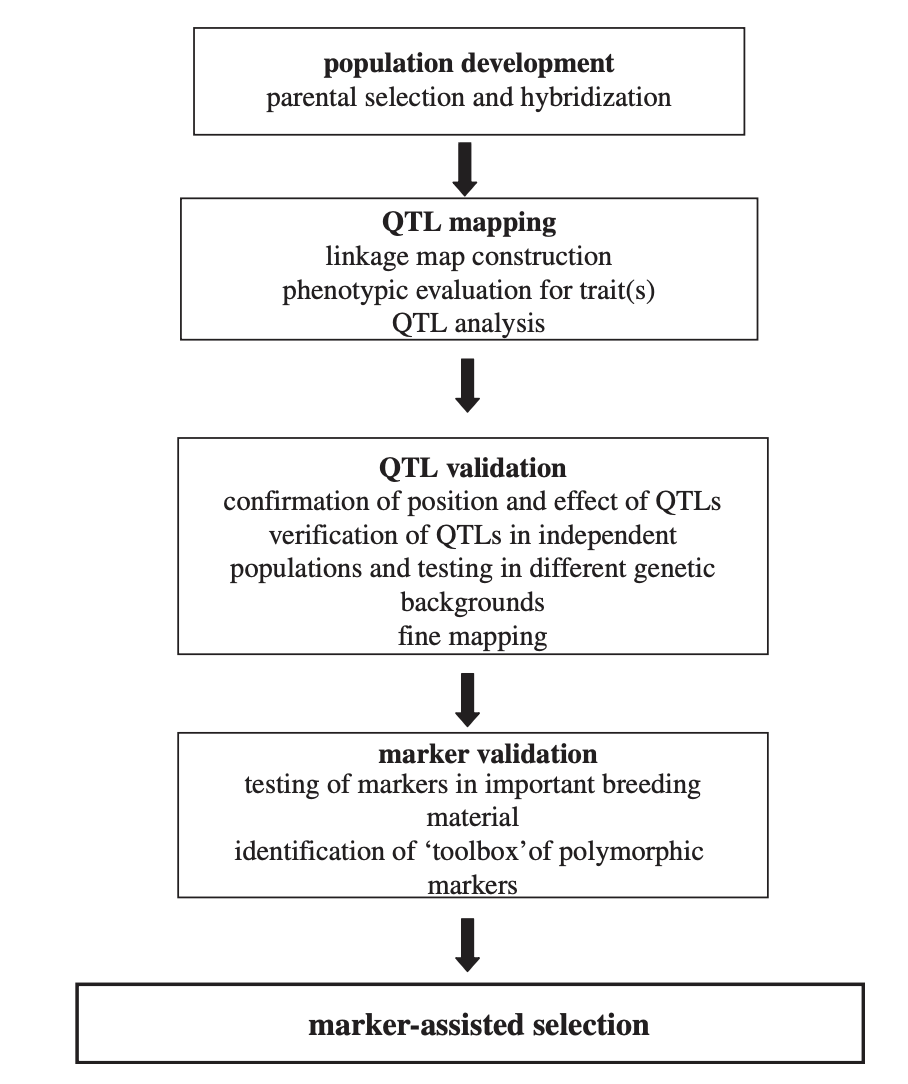 population development
parental selection and hybridization
QTL mapping
linkage map construction
phenotypic evaluation for trait(s)
QTL analysis
QTL validation
confirmation of position and effect of QTLs
verification of QTLs in independent
populations and testing in different genetic
backgrounds
fine mapping
marker validation
testing of markers in important breeding
material
identification of ‘toolbox’of polymorphic
markers
marker-assisted selection